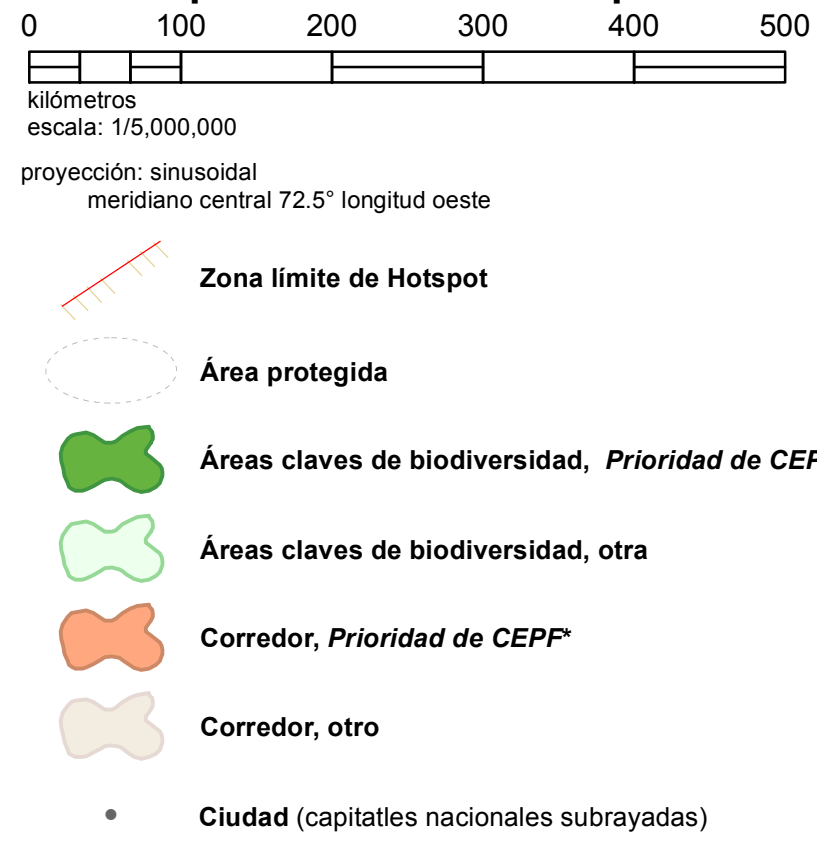 0 100 200 300 400 500
kilómetros
escala: 1/5,000,000
proyección: sinusoidal
meridiano central 72.5° longitud oeste
Zona límite de Hotspot
Área protegida
Áreas claves de biodiversidad, Prioridad de
Áreas claves de biodiversidad, otra
Corredor, Prioridad de CEPF*
Corredor, otro
Ciudad (capitatles nacionales subrayadas)